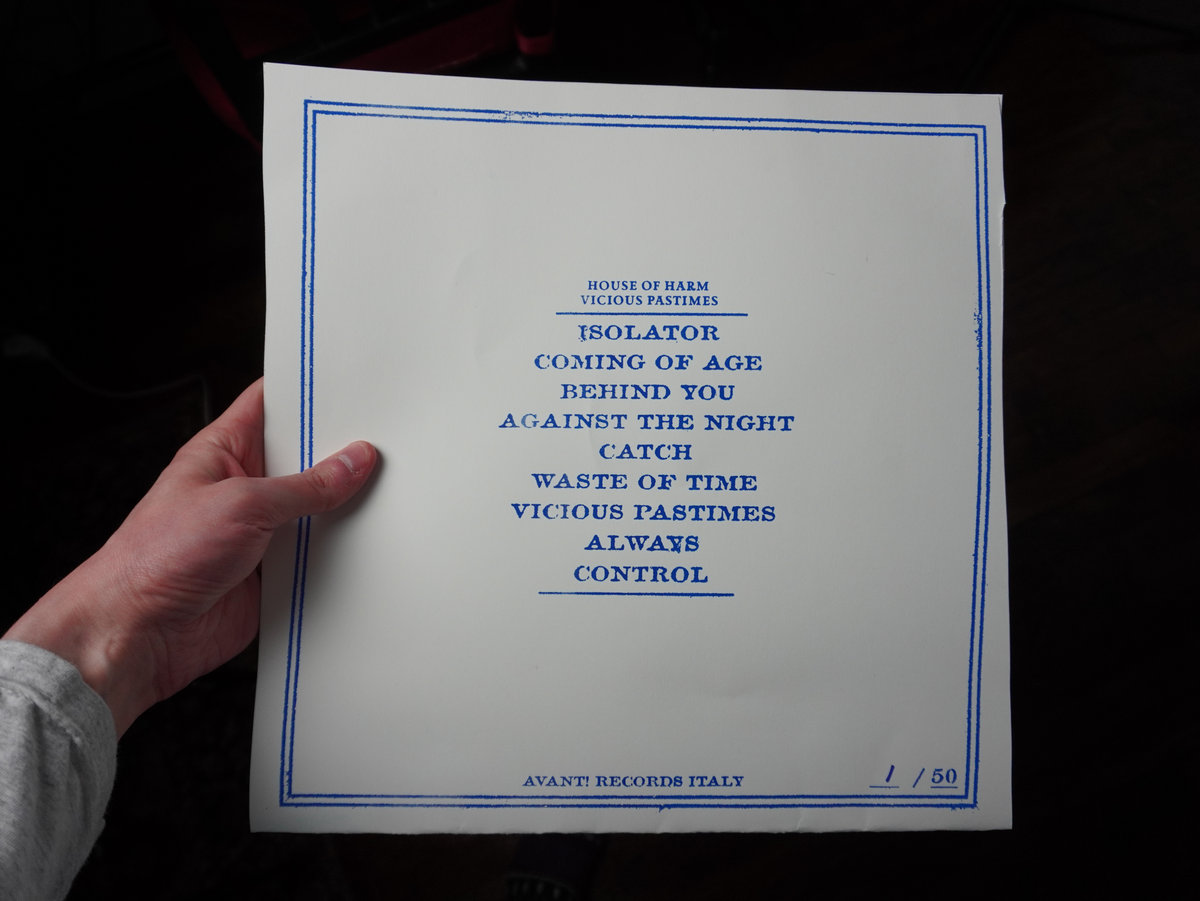 HOUSE OF HARM
VICIOUS PASTIMES
ISOLATOR
COMING OF AGE
BEHIND YOU
AGAINST THE NIGHT
CATCH
WASTE OF TIME
VICIOUS PASTIMES
ALWAYS
CONTROL
AVANT! RECORDS ITALY
1 / 50